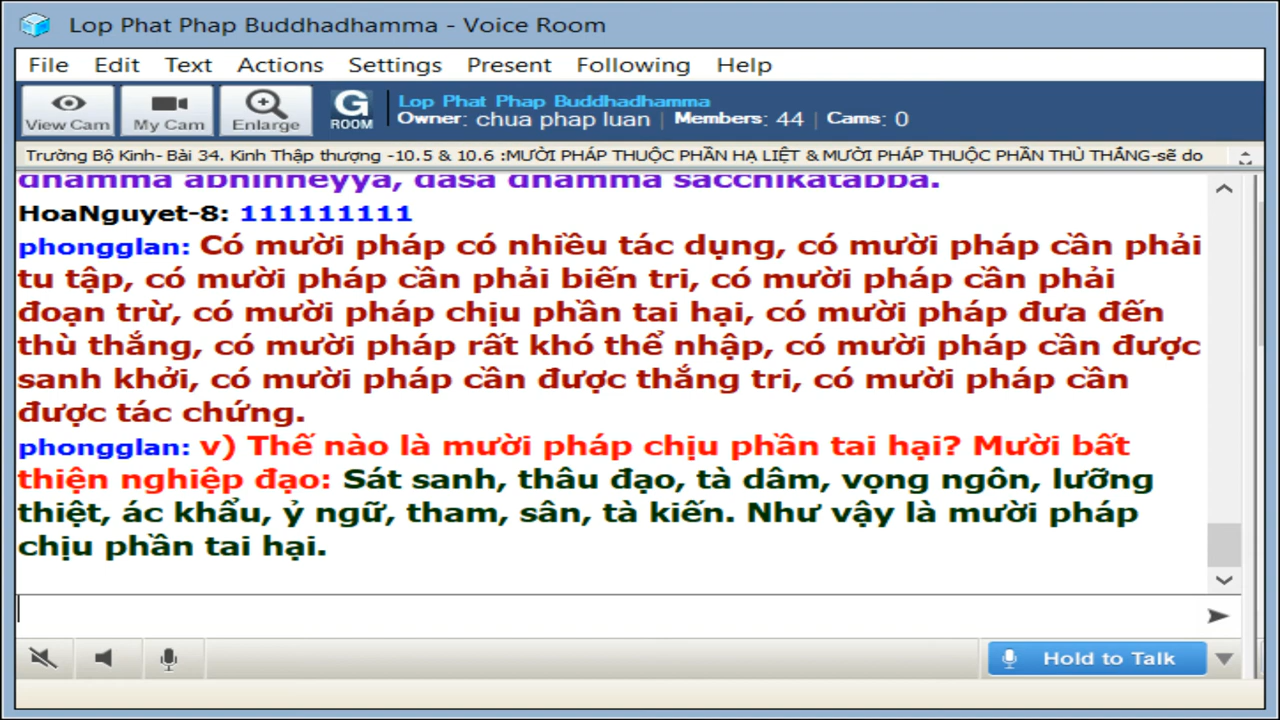 Lop Phat Phap Buddhadhamma - Voice Room
File Edit Text Actions Settings Present Following Help
View Cam My Cam Enlarge G ROOM Lop Phat Phap Buddhadhamma
Owner: chua phap luan | Members: 44 | Cams: 0
Trường Bộ Kinh- Bài 34. Kinh Thập thượng -10.5 & 10.6 :MƯỜI PHÁP THUỘC PHẦN HẠ LIỆT & MƯỜI PHÁP THUỘC PHẦN THÙ THẮNG-sẽ do
dhammā abhiññeyyā, dasa dhammā sacchikātabbā.
HoaNguyet-8: 111111111
phongglan: Có mười pháp có nhiều tác dụng, có mười pháp cần phải
tu tập, có mười pháp cần phải biến tri, có mười pháp cần phải
đoạn trừ, có mười pháp chịu phần tai hại, có mười pháp đưa đến
thù thắng, có mười pháp rất khó thể nhập, có mười pháp cần được
sanh khởi, có mười pháp cần được thắng tri, có mười pháp cần
được tác chứng.
phongglan: v) Thế nào là mười pháp chịu phần tai hại? Mười bất
thiện nghiệp đạo: Sát sanh, thâu đạo, tà dâm, vọng ngôn, lưỡng
thiệt, ác khẩu, ỷ ngữ, tham, sân, tà kiến. Như vậy là mười pháp
chịu phần tai hại.
Hold to Talk